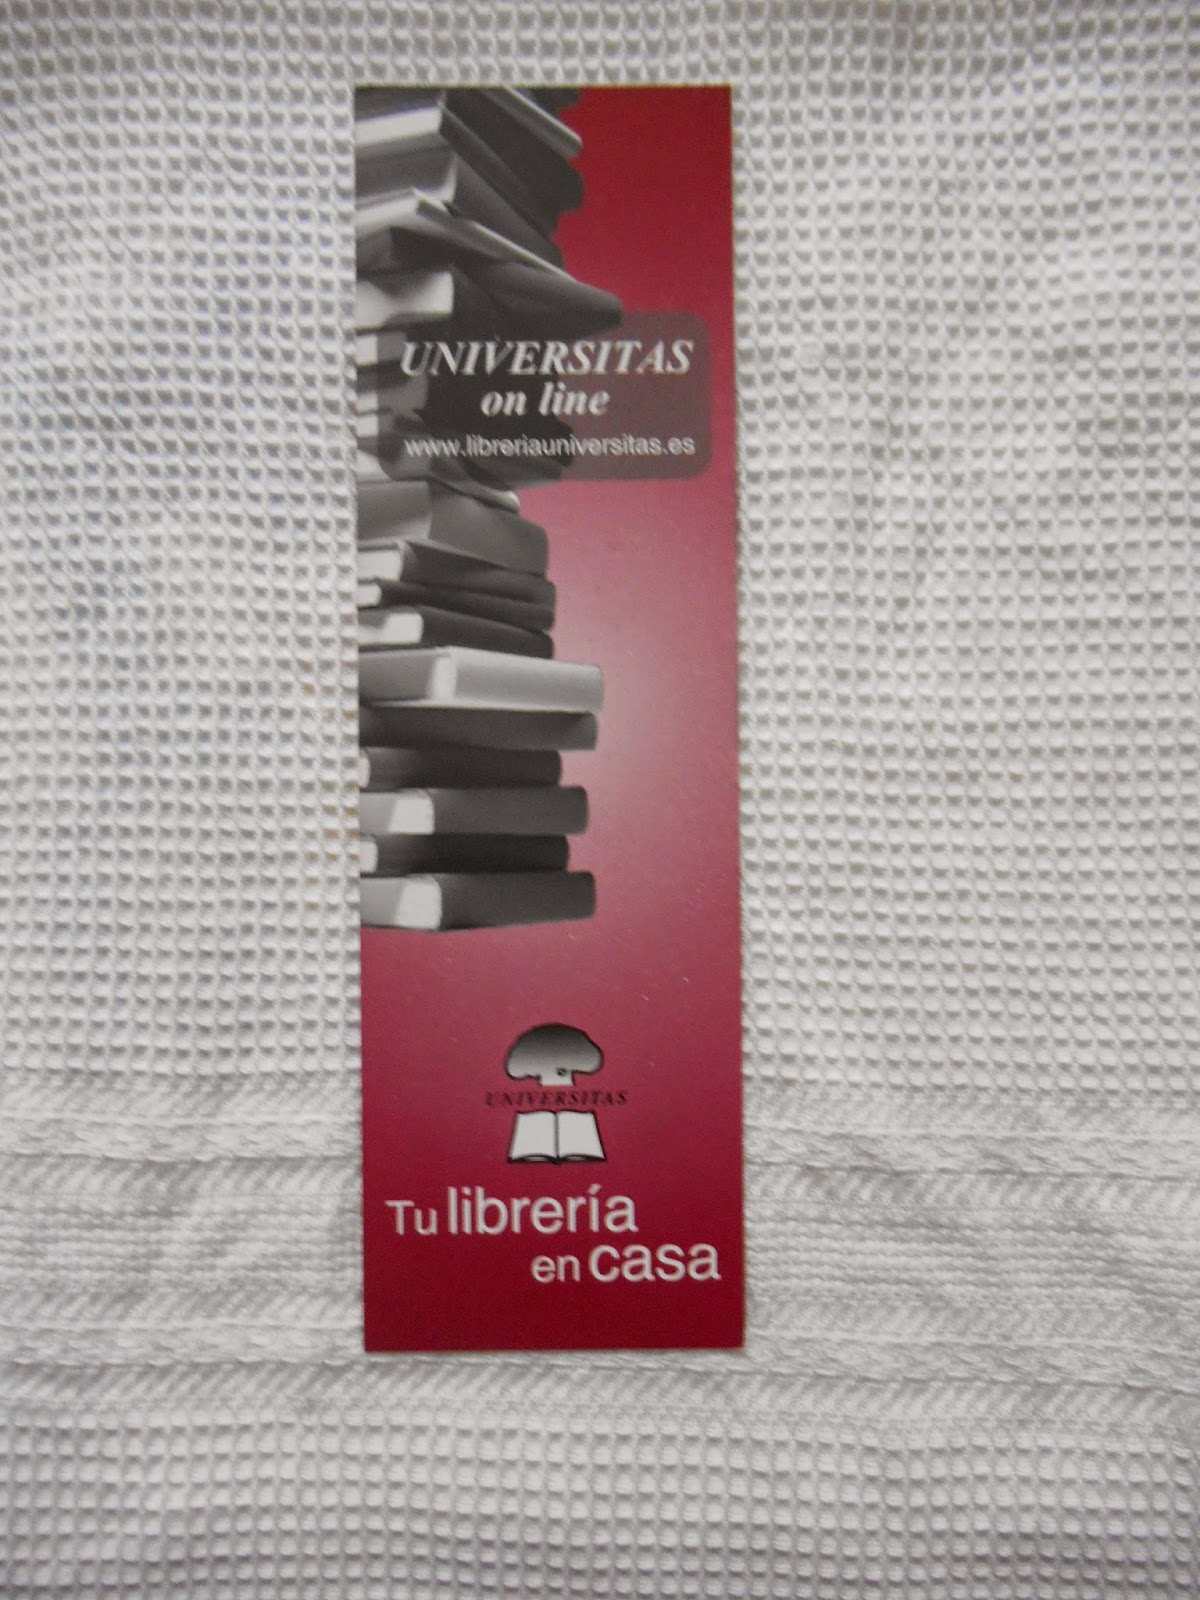 UNIVERSITAS
on line
www.libreriauniversitas.es
UNIVERSITAS
Tu librería
en casa